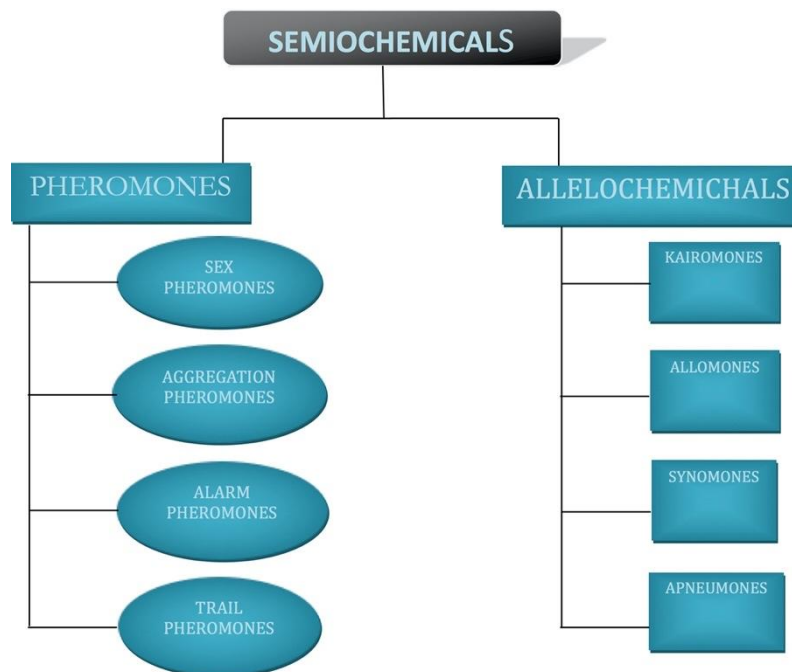 SEMIOCHEMICALS
PHEROMONES
SEX
PHEROMONES
AGGREGATION
PHEROMONES
ALARM
PHEROMONES
TRAIL
PHEROMONES
ALLELOCHEMICHALS
KAIROMONES
ALLOMONES
SYNOMONES
APNEUMONES